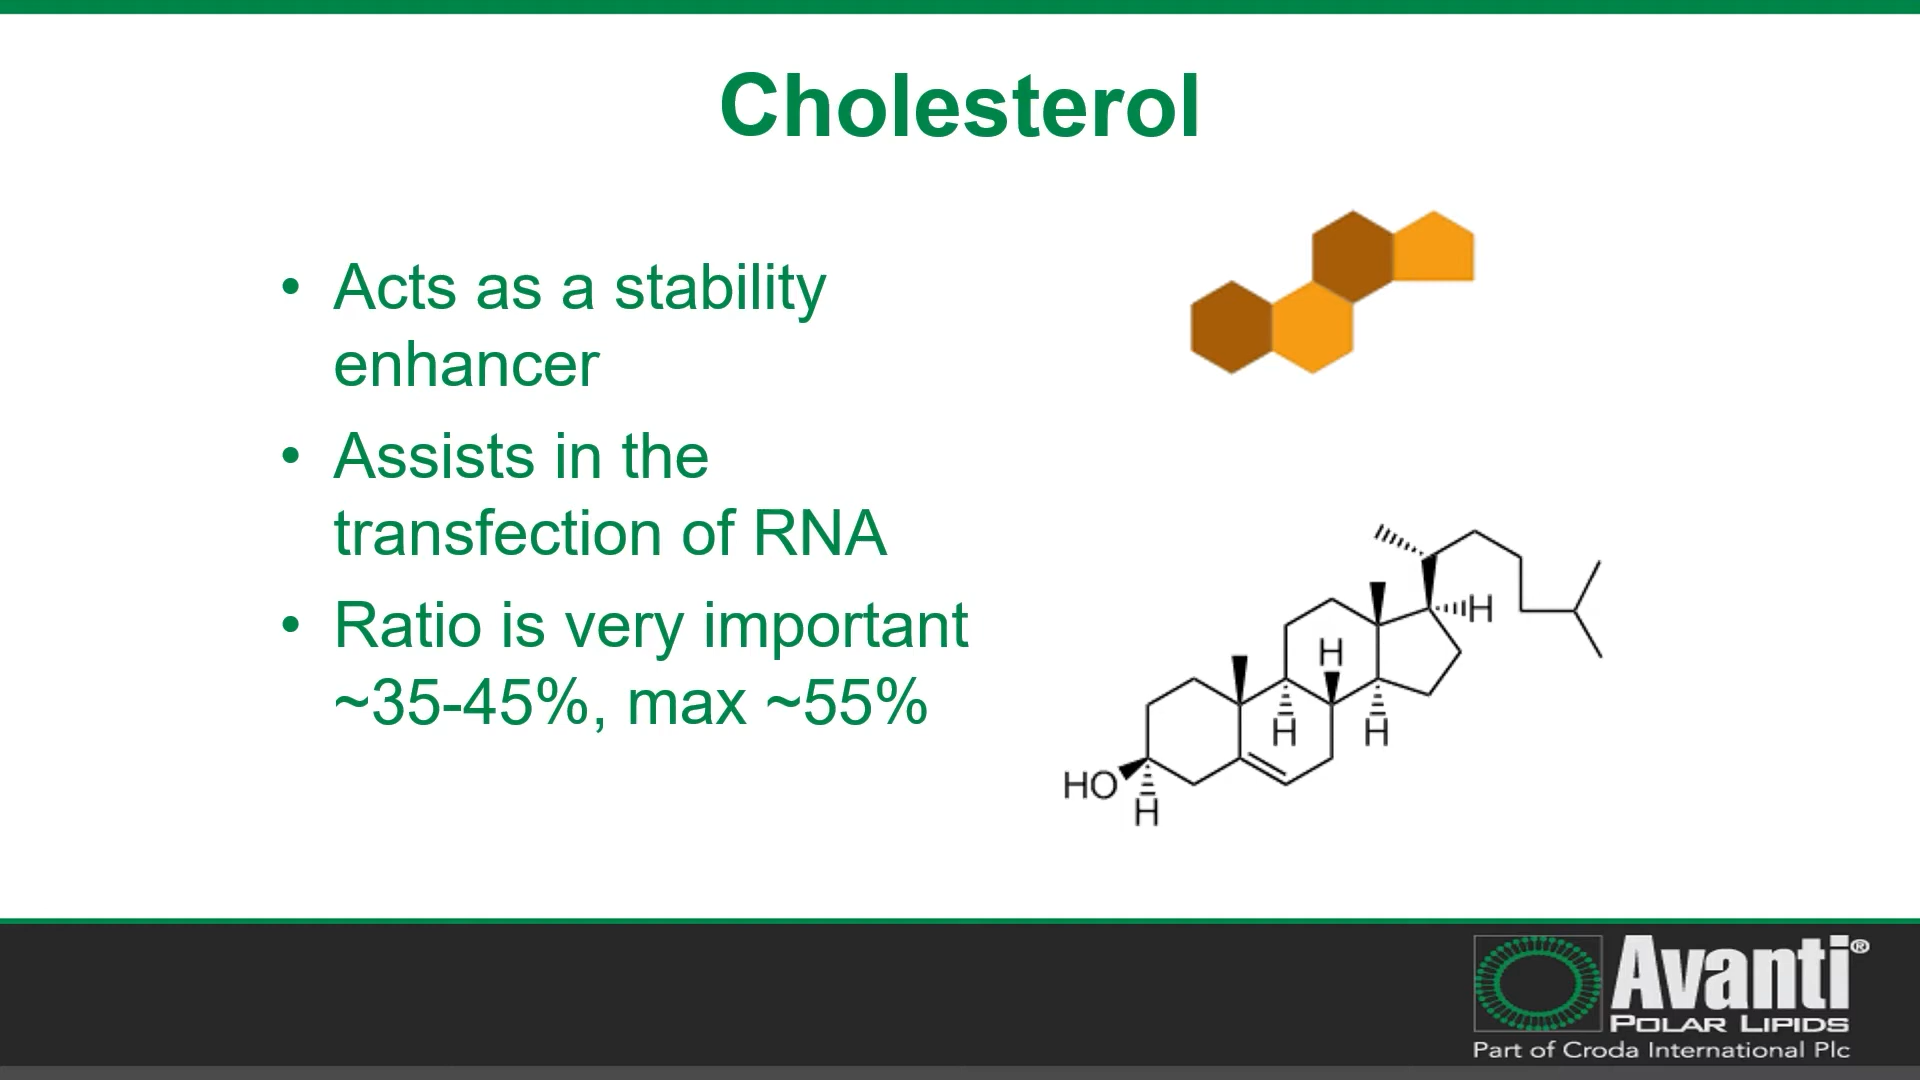 Cholesterol
• Acts as a stability
enhancer
• Assists in the
transfection of RNA
• Ratio is very important
~35-45%, max ~55%
H
H
H
H
HO
H
Avanti®
POLAR LIPIDS
Part of Croda International Plc